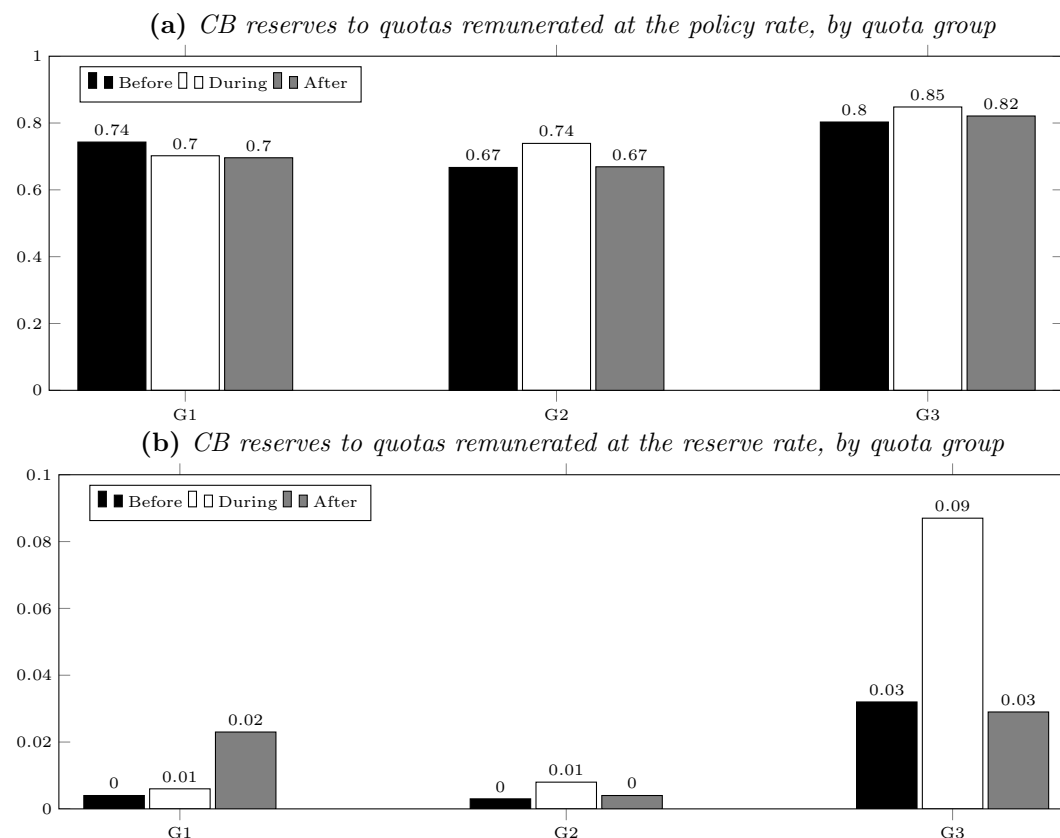 (a) CB reserves to quotas remunerated at the policy rate, by quota group
1
Before During After
0.8
0.6
0.4
0.2
0
0.74 0.7 0.7 0.67 0.74 0.67 0.8 0.85 0.82
G1 G2 G3
(b) CB reserves to quotas remunerated at the reserve rate, by quota group
0.1
Before During After
0.08
0.06
0.04
0.02
0
0 0.01 0.02 0 0.01 0 0.03 0.09 0.03
G1 G2 G3